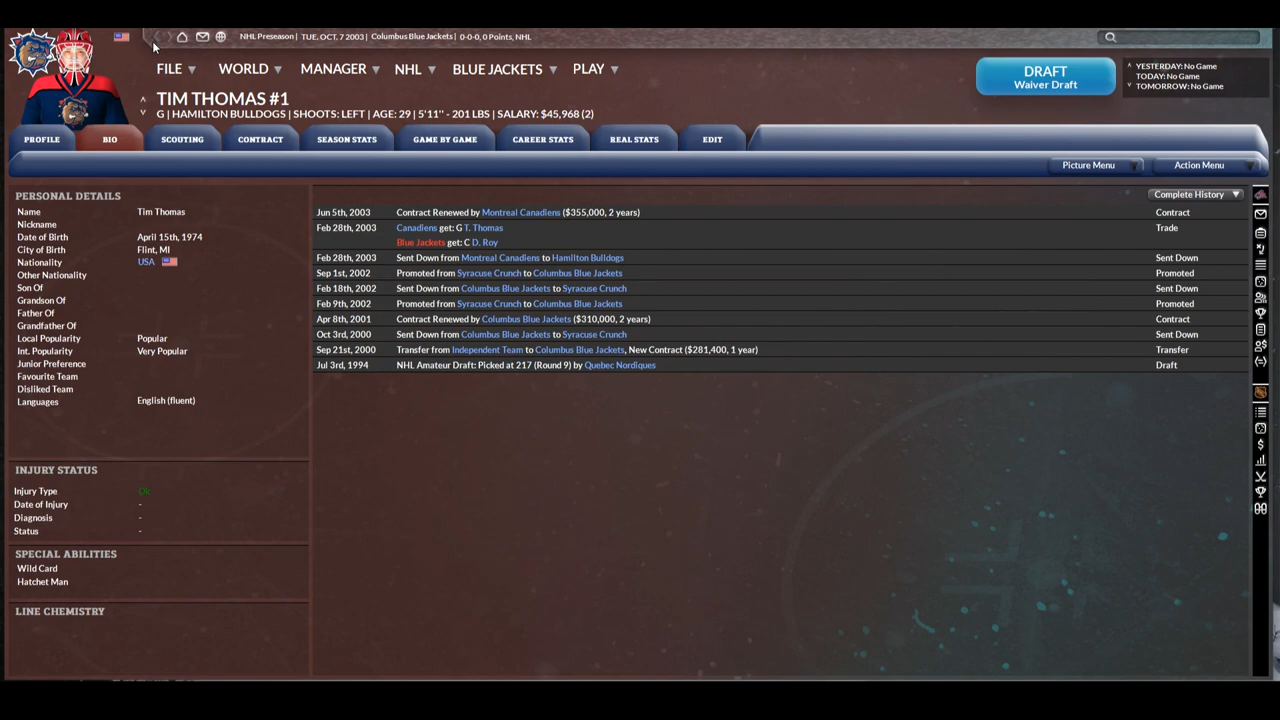 NHL Preseason | TUE. OCT. 7 2003 | Columbus Blue Jackets | 0-0-0, 0 Points, NHL
FILE WORLD MANAGER NHL BLUE JACKETS PLAY
DRAFT
Waiver Draft
YESTERDAY: No Game
TODAY: No Game
TOMORROW: No Game
TIM THOMAS #1
G | HAMILTON BULLDOGS | SHOOTS: LEFT | AGE: 29 | 5'11" - 201 LBS | SALARY: $45,968 (2)
PROFILE BIO SCOUTING CONTRACT SEASON STATS GAME BY GAME CAREER STATS REAL STATS EDIT
Picture Menu Action Menu
PERSONAL DETAILS
Name Tim Thomas
Nickname
Date of Birth April 15th, 1974
City of Birth Flint, MI
Nationality USA
Other Nationality
Son Of
Grandson Of
Father Of
Grandfather Of
Local Popularity Popular
Int. Popularity Very Popular
Junior Preference
Favourite Team
Disliked Team
Languages English (fluent)
INJURY STATUS
Injury Type Ok
Date of Injury -
Diagnosis -
Status -
SPECIAL ABILITIES
Wild Card
Hatchet Man
LINE CHEMISTRY
Complete History
Jun 5th, 2003 Contract Renewed by Montreal Canadiens ($355,000, 2 years) Contract
Feb 28th, 2003 Canadiens get: G T. Thomas Trade
Blue Jackets get: C D. Roy
Feb 28th, 2003 Sent Down from Montreal Canadiens to Hamilton Bulldogs Sent Down
Sep 1st, 2002 Promoted from Syracuse Crunch to Columbus Blue Jackets Promoted
Feb 18th, 2002 Sent Down from Columbus Blue Jackets to Syracuse Crunch Sent Down
Feb 9th, 2002 Promoted from Syracuse Crunch to Columbus Blue Jackets Promoted
Apr 8th, 2001 Contract Renewed by Columbus Blue Jackets ($310,000, 2 years) Contract
Oct 3rd, 2000 Sent Down from Columbus Blue Jackets to Syracuse Crunch Sent Down
Sep 21st, 2000 Transfer from Independent Team to Columbus Blue Jackets, New Contract ($281,400, 1 year) Transfer
Jul 3rd, 1994 NHL Amateur Draft: Picked at 217 (Round 9) by Quebec Nordiques Draft